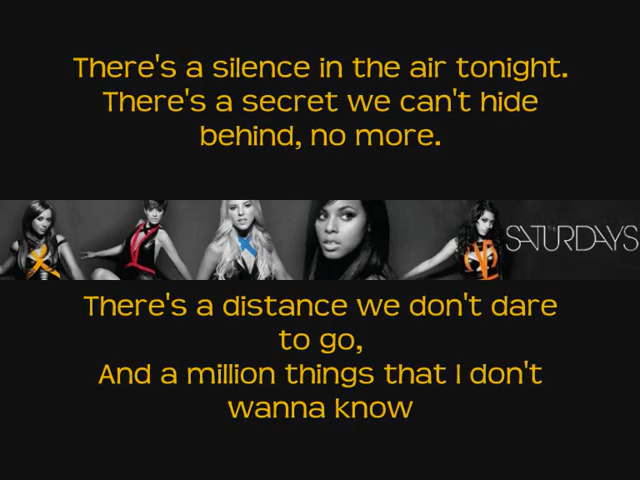 There's a silence in the air tonight.
There's a secret we can't hide
behind, no more.
THE SATURDAYS
There's a distance we don't dare
to go,
And a million things that I don't
wanna know